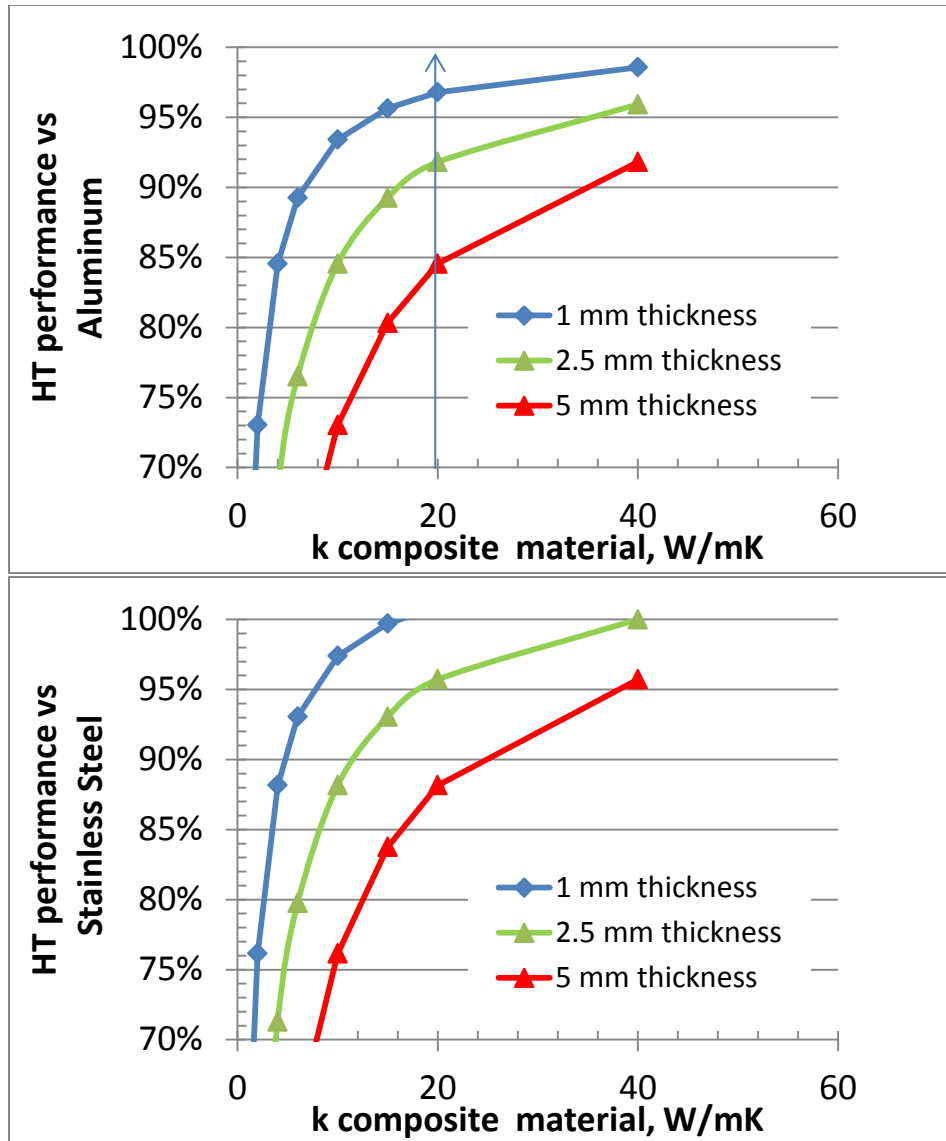 100%
95%
90%
85%
80%
75%
70%
HT performance vs
Aluminum
1 mm thickness
2.5 mm thickness
5 mm thickness
0 20 40 60
k composite material, W/mK
100%
95%
90%
85%
80%
75%
70%
HT performance vs
Stainless Steel
1 mm thickness
2.5 mm thickness
5 mm thickness
0 20 40 60
k composite material, W/mK